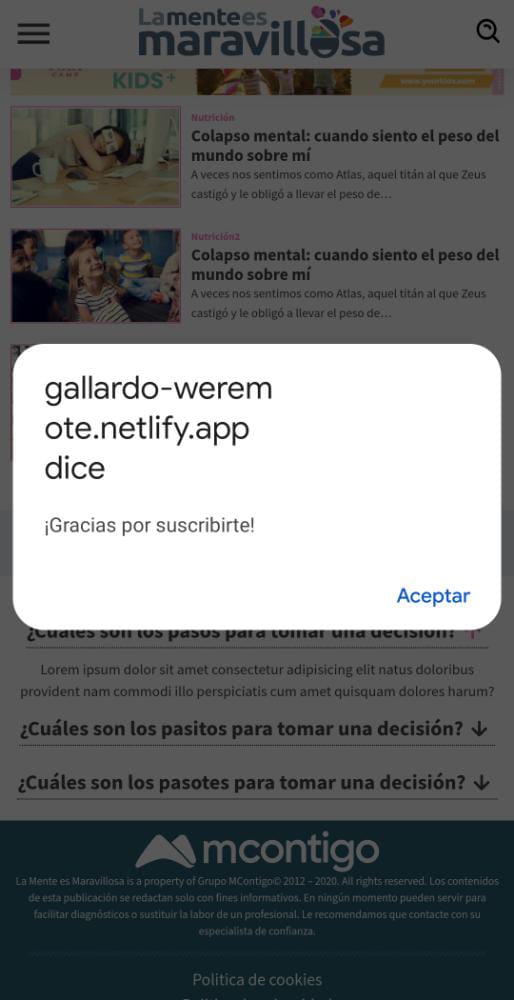 Lamentees
maravillosa
CAMP
KIDS+
www.yourkids.com
Nutrición
Colapso mental: cuando siento el peso del
mundo sobre mí
A veces nos sentimos como Atlas, aquel titán al que Zeus
castigó y le obligó a llevar el peso de...
Nutrición2
Colapso mental: cuando siento el peso del
mundo sobre mí
A veces nos sentimos como Atlas, aquel titán al que Zeus
castigó y le obligó a llevar el peso de...
gallardo-werem
ote.netlify.app
dice
¡Gracias por suscribirte!
Aceptar
¿Cuáles son los pasos para tomar una decisión?
Lorem ipsum dolor sit amet consectetur adipisicing elit natus doloribus
provident nam commodi illo perspiciatis cum amet quisquam dolores harum?
¿Cuáles son los pasitos para tomar una decisión? ↓
¿Cuáles son los pasotes para tomar una decisión? ↓
mcontigo
La Mente es Maravillosa is a property of Grupo MContigo© 2012 – 2020. All rights reserved. Los contenidos
de esta publicación se redactan solo con fines informativos. En ningún momento pueden servir para
facilitar diagnósticos o sustituir la labor de un profesional. Le recomendamos que contacte con su
especialista de confianza.
Politica de cookies